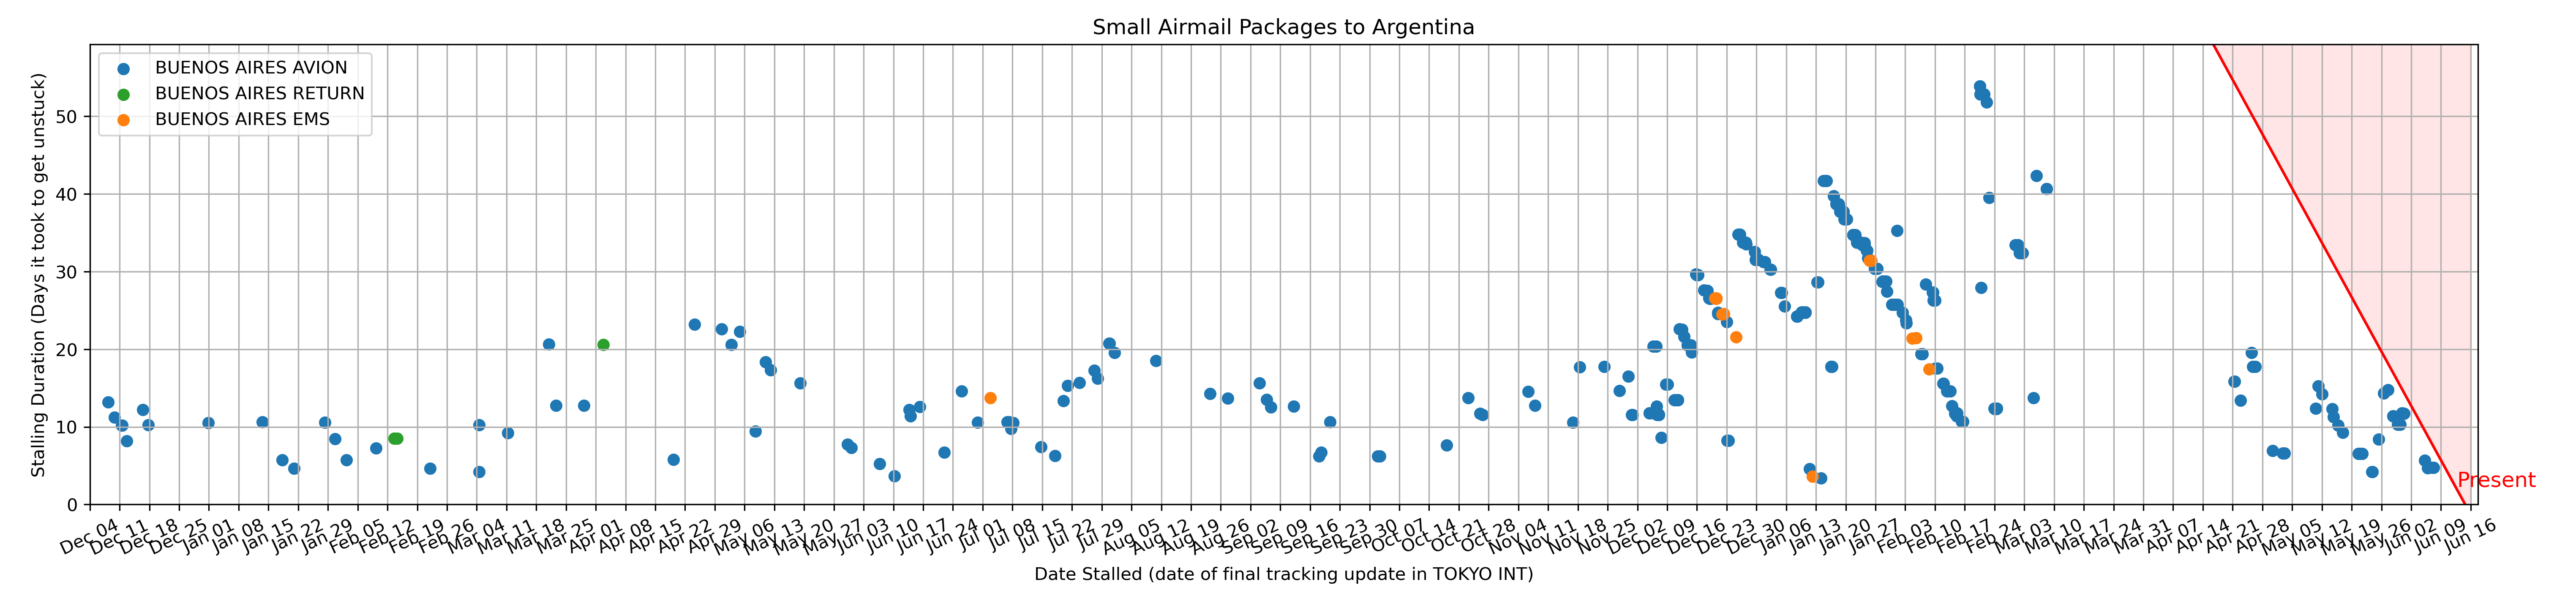 Small Airmail Packages to Argentina
Stalling Duration (Days it took to get unstuck)
BUENOS AIRES AVION
BUENOS AIRES RETURN
BUENOS AIRES EMS
50
40
30
20
10
0
Present
Dec 04
Dec 11
Dec 18
Dec 25
Jan 01
Jan 08
Jan 15
Jan 22
Jan 29
Feb 05
Feb 12
Feb 19
Feb 26
Mar 04
Mar 11
Mar 18
Mar 25
Apr 01
Apr 08
Apr 15
Apr 22
Apr 29
May 06
May 13
May 20
May 27
Jun 03
Jun 10
Jun 17
Jun 24
Jul 01
Jul 08
Jul 15
Jul 22
Jul 29
Aug 05
Aug 12
Aug 19
Aug 26
Sep 02
Sep 09
Sep 16
Sep 23
Sep 30
Oct 07
Oct 14
Oct 21
Oct 28
Nov 04
Nov 11
Nov 18
Nov 25
Dec 02
Dec 09
Dec 16
Dec 23
Dec 30
Jan 06
Jan 13
Jan 20
Jan 27
Feb 03
Feb 10
Feb 17
Feb 24
Mar 03
Mar 10
Mar 17
Mar 24
Mar 31
Apr 07
Apr 14
Apr 21
Apr 28
May 05
May 12
May 19
May 26
Jun 02
Jun 09
Jun 16
Date Stalled (date of final tracking update in TOKYO INT)